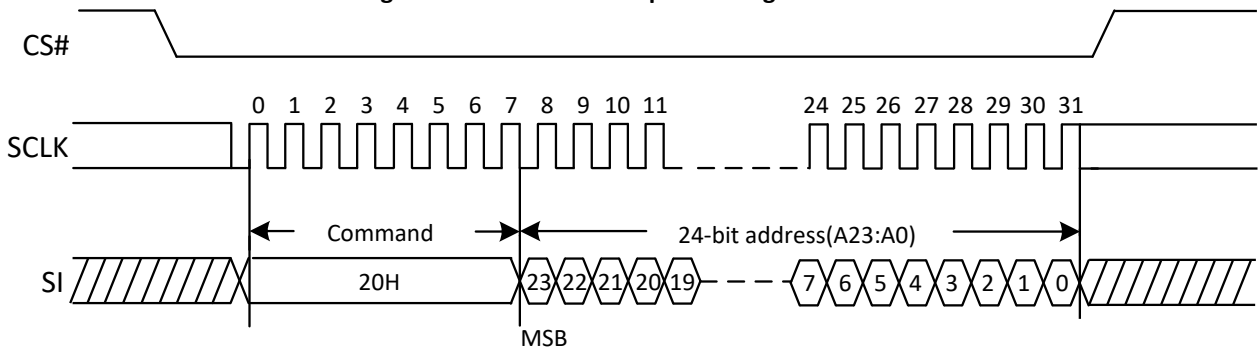 CS#
0 1 2 3 4 5 6 7 8 9 10 11 24 25 26 27 28 29 30 31
SCLK
Command 24-bit address(A23:A0)
SI 20H 23 22 21 20 19 7 6 5 4 3 2 1 0
MSB